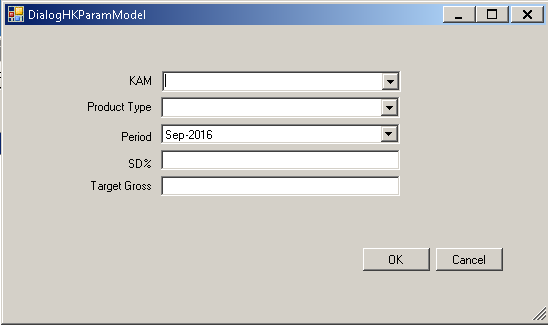 DialogHKParamModel
KAM
Product Type
Period Sep-2016
SD%
Target Gross
OK Cancel